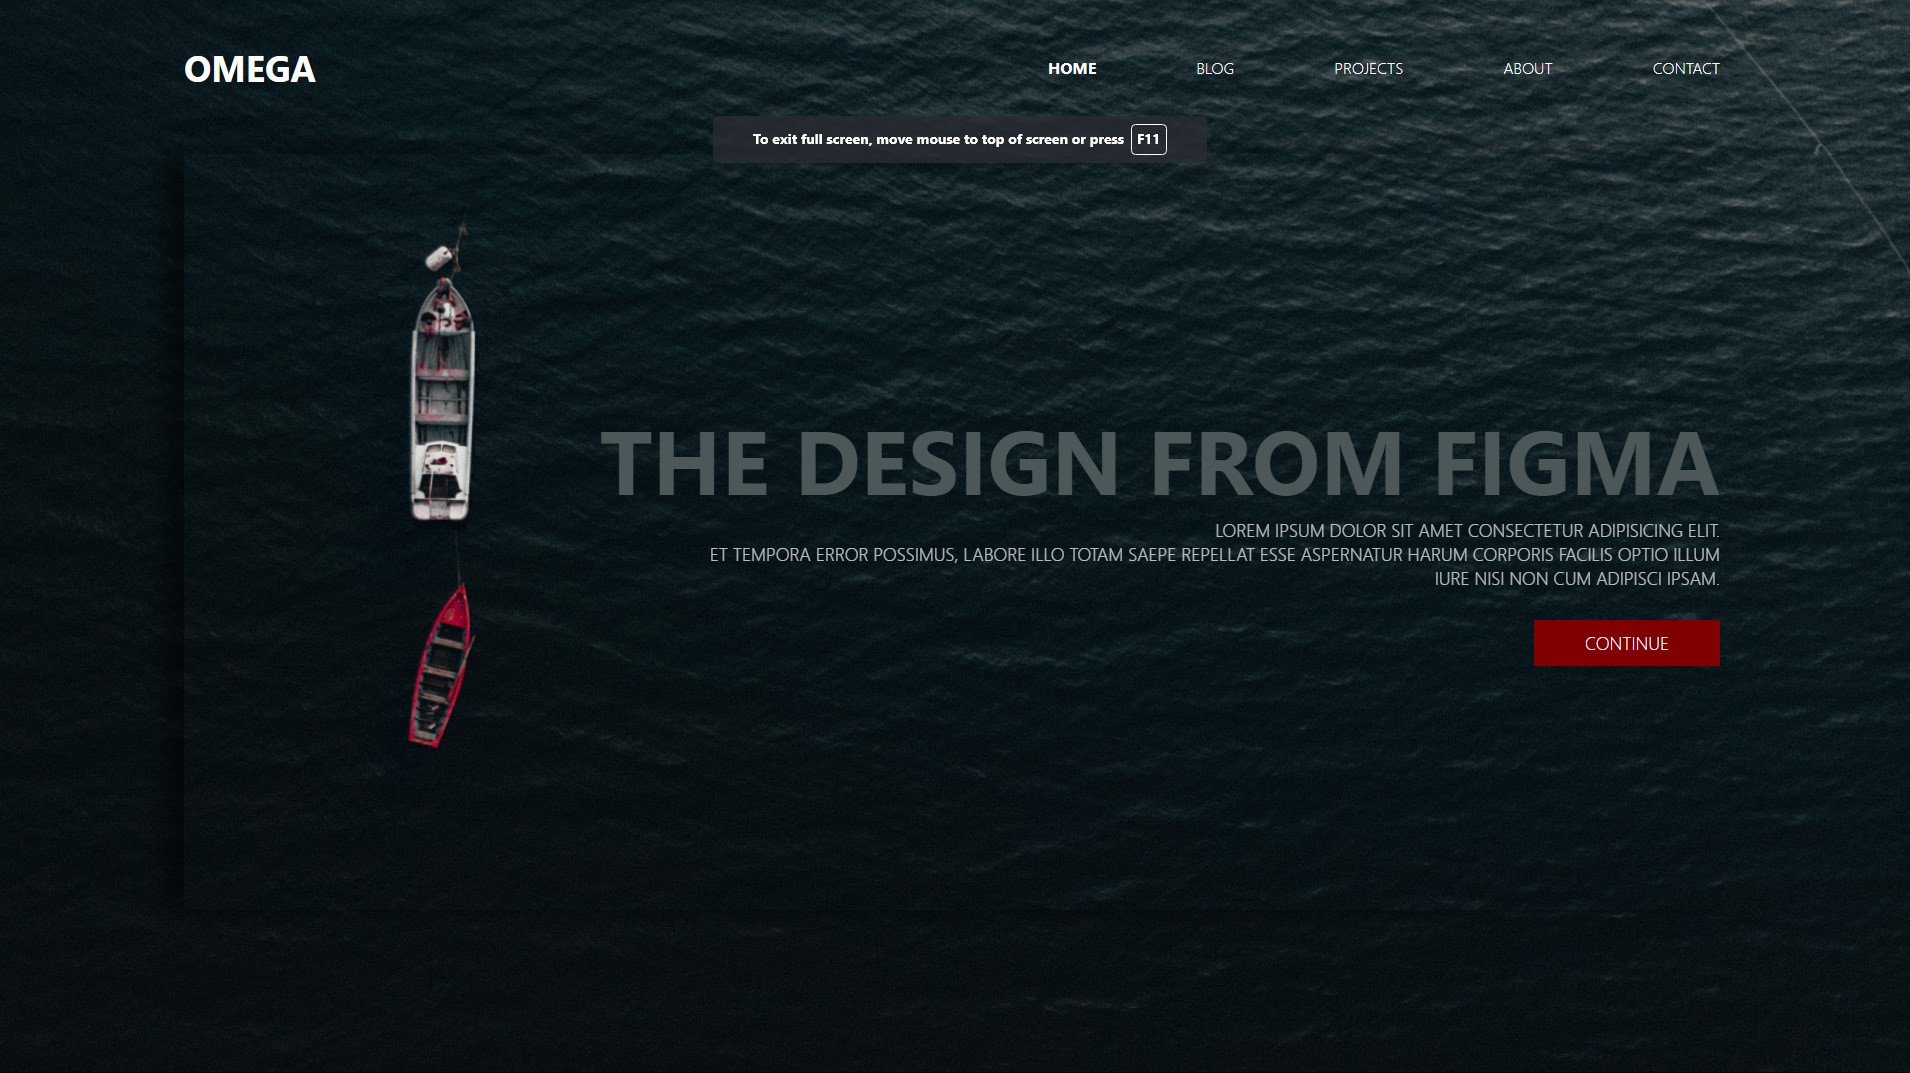 OMEGA
HOME BLOG PROJECTS ABOUT CONTACT
To exit full screen, move mouse to top of screen or press F11
THE DESIGN FROM FIGMA
LOREM IPSUM DOLOR SIT AMET CONSECTETUR ADIPISICING ELIT.
ET TEMPORA ERROR POSSIMUS, LABORE ILLO TOTAM SAEPE REPELLAT ESSE ASPERNATUR HARUM CORPORIS FACILIS OPTIO ILLUM
IURE NISI NON CUM ADIPISCI IPSAM.
CONTINUE